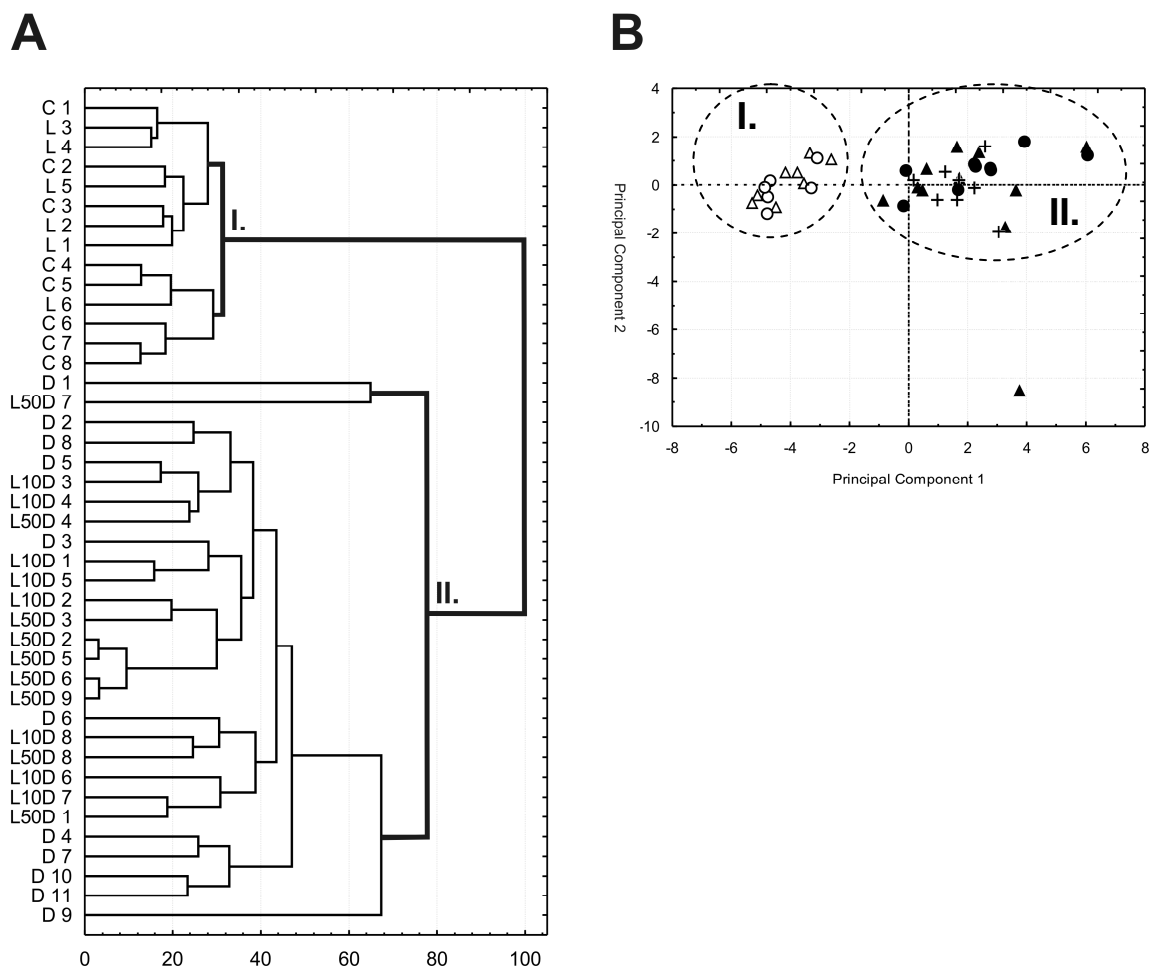 A
C 1
L 3
L 4
C 2
L 5
C 3
L 2
L 1
C 4
C 5
L 6
C 6
C 7
C 8
D 1
L50D 7
D 2
D 8
D 5
L10D 3
L10D 4
L50D 4
D 3
L10D 1
L10D 5
L10D 2
L50D 3
L50D 2
L50D 5
L50D 6
L50D 9
D 6
L10D 8
L50D 8
L10D 6
L10D 7
L50D 1
D 4
D 7
D 10
D 11
D 9
I.
II.
0 20 40 60 80 100
B
4
2
0
-2
-4
-6
-8
-10
Principal Component 2
I.
II.
-8 -6 -4 -2 0 2 4 6 8
Principal Component 1